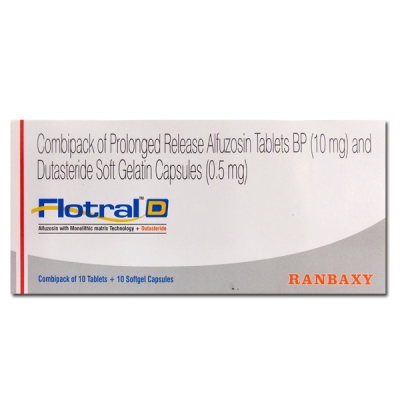 Combipack of Prolonged Release Alfuzosin Tablets BP (10 mg) and
Dutasteride Soft Gelatin Capsules (0.5 mg)
Flotral™ D
Alfuzosin with Monolithic matrix Technology + Dutasteride
Combipack of 10 Tablets + 10 Softgel Capsules
RANBAXY